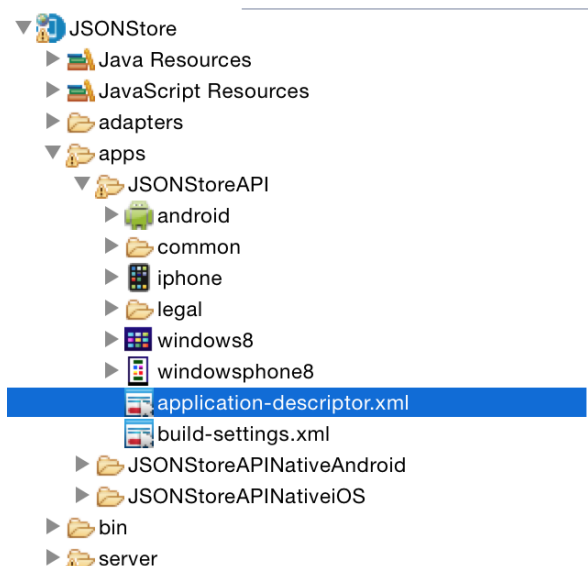 JSONStore
Java Resources
JavaScript Resources
adapters
apps
JSONStoreAPI
android
common
iphone
legal
windows8
windowsphone8
application-descriptor.xml
build-settings.xml
JSONStoreAPINativeAndroid
JSONStoreAPINativeiOS
bin
server